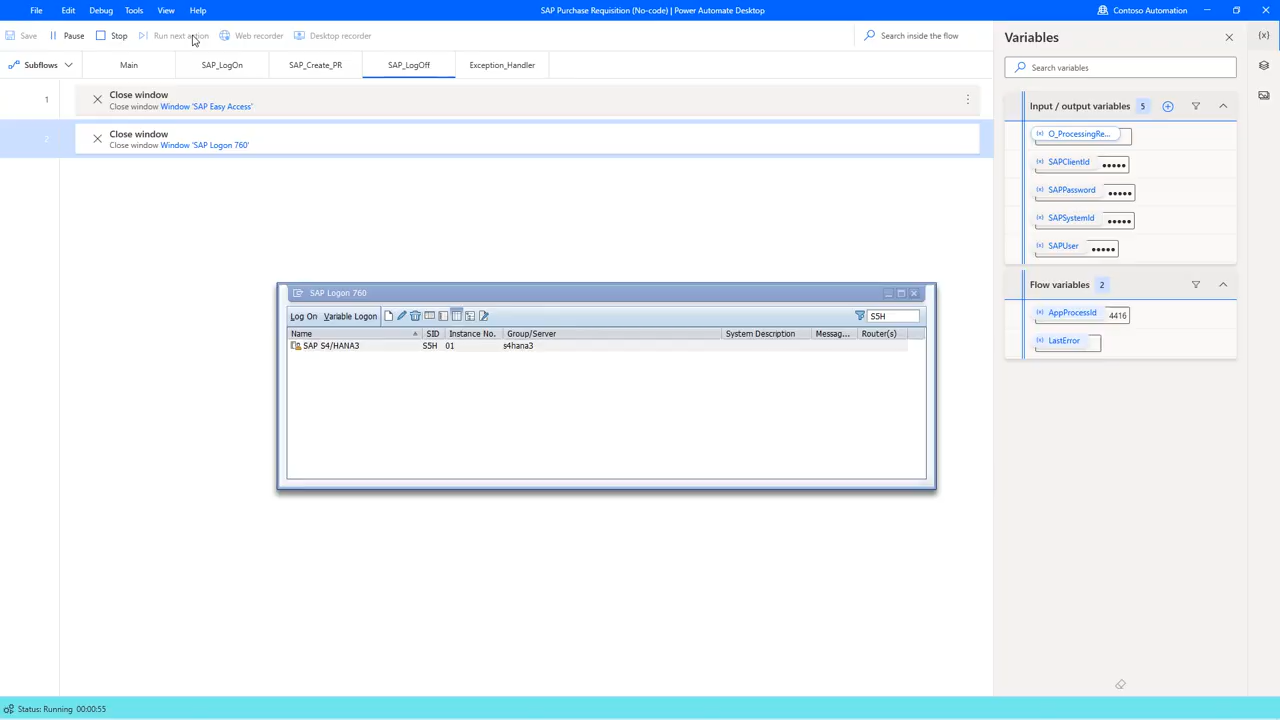 File Edit Debug Tools View Help SAP Purchase Requisition (No-code) | Power Automate Desktop Contoso Automation
Save Pause Stop Run next action Web recorder Desktop recorder Search inside the flow
Subflows Main SAP_LogOn SAP_Create_PR SAP_LogOff Exception_Handler
1 Close window
Close window Window 'SAP Easy Access'
2 Close window
Close window Window 'SAP Logon 760'
SAP Logon 760
Log On Variable Logon S5H
Name SID Instance No. Group/Server System Description Messag... Router(s)
SAP S4/HANA3 S5H 01 s4hana3
Variables
Search variables
Input / output variables 5
(x) O_ProcessingRe...
(x) SAPClientId •••••
(x) SAPPassword •••••
(x) SAPSystemId •••••
(x) SAPUser •••••
Flow variables 2
(x) AppProcessId 4416
(x) LastError
{x}
Status: Running 00:00:55